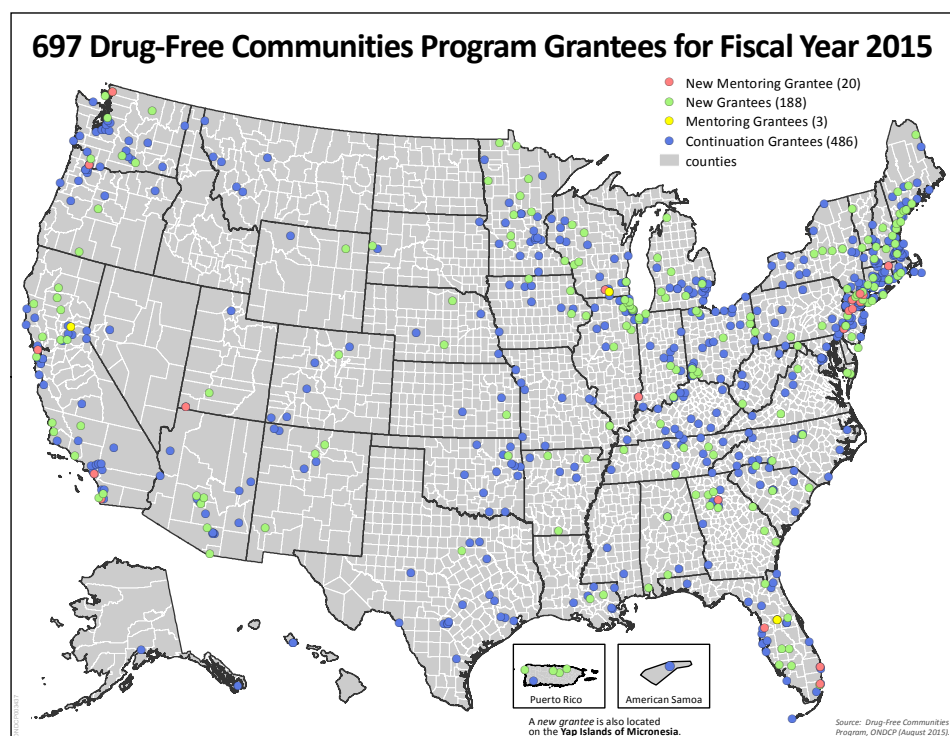 697 Drug-Free Communities Program Grantees for Fiscal Year 2015
New Mentoring Grantee (20)
New Grantees (188)
Mentoring Grantees (3)
Continuation Grantees (486)
counties
Puerto Rico
American Samoa
A new grantee is also located
on the Yap Islands of Micronesia.
Source: Drug-Free Communities
Program, ONDCP (August 2015).